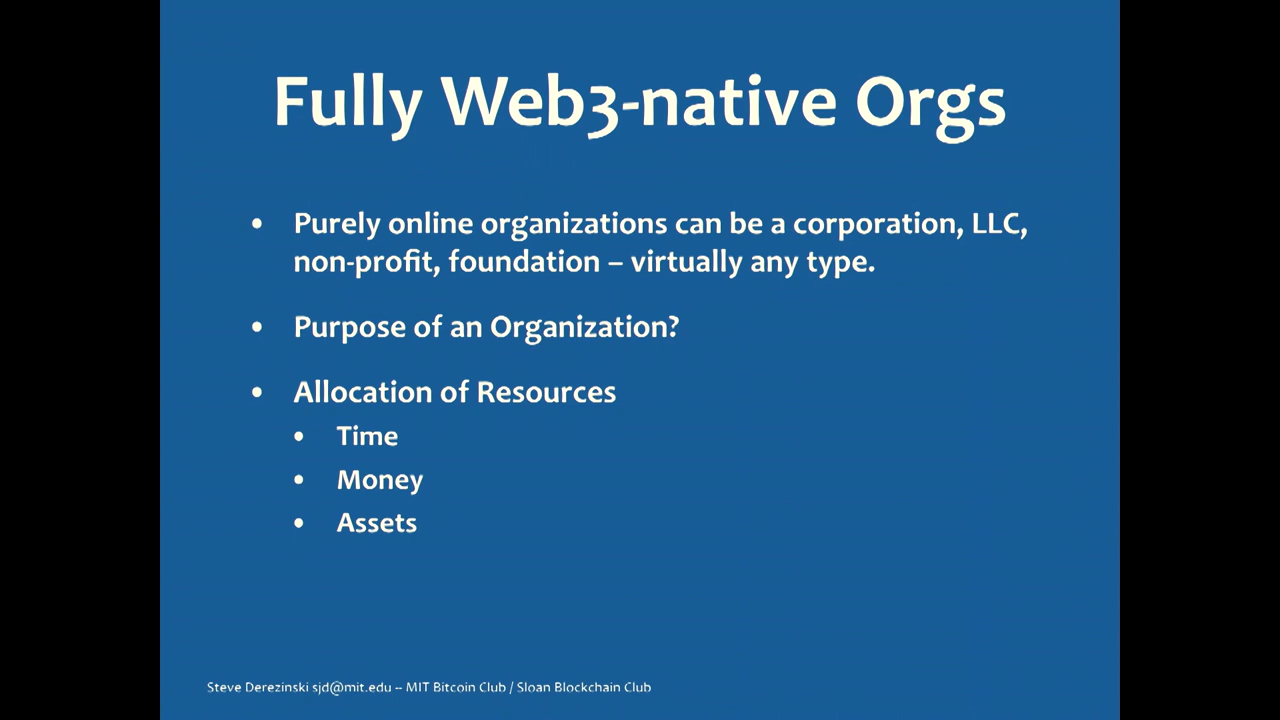 Fully Web3-native Orgs
• Purely online organizations can be a corporation, LLC,
non-profit, foundation – virtually any type.
• Purpose of an Organization?
• Allocation of Resources
• Time
• Money
• Assets
Steve Derezinski sjd@mit.edu -- MIT Bitcoin Club / Sloan Blockchain Club